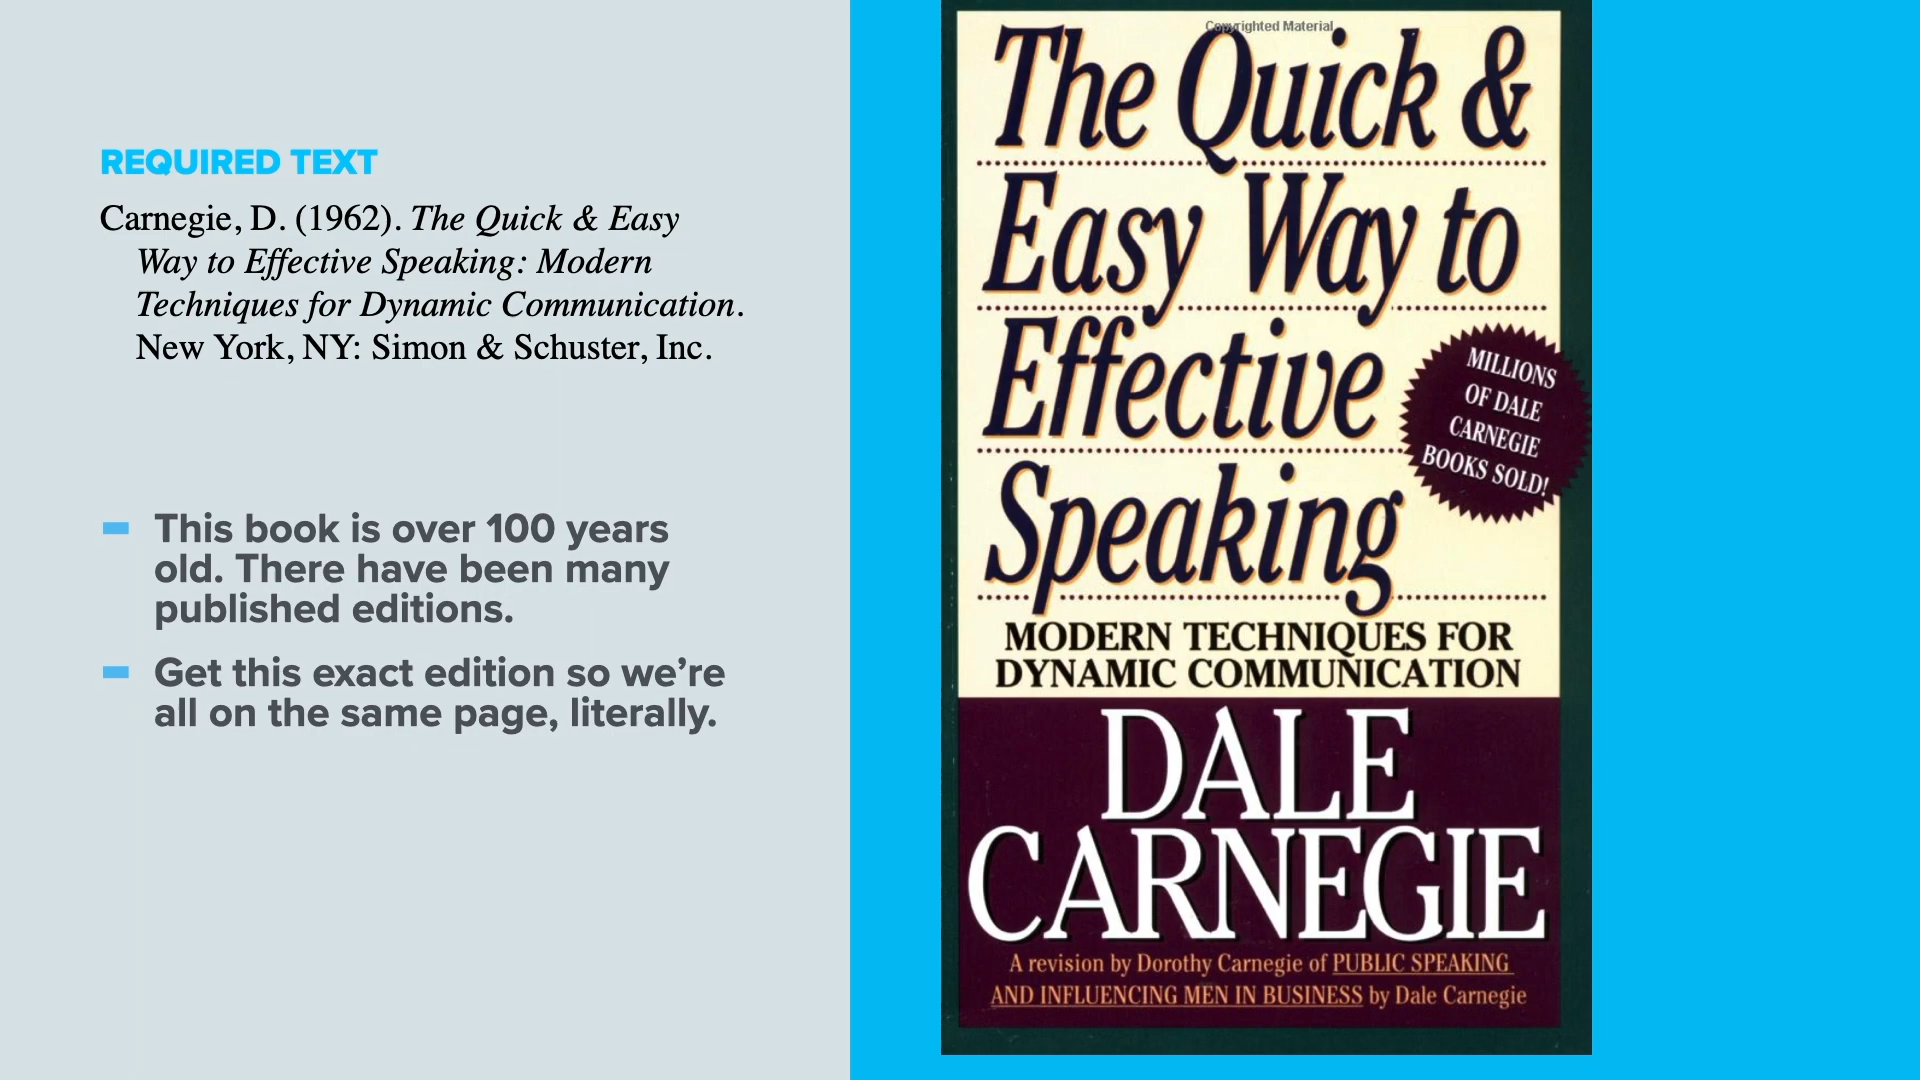 REQUIRED TEXT
Carnegie, D. (1962). The Quick & Easy
Way to Effective Speaking: Modern
Techniques for Dynamic Communication.
New York, NY: Simon & Schuster, Inc.
This book is over 100 years
old. There have been many
published editions.
Get this exact edition so we’re
all on the same page, literally.
Copyrighted Material
The Quick &
Easy Way to
Effective
Speaking
MILLIONS
OF DALE
CARNEGIE
BOOKS SOLD!
MODERN TECHNIQUES FOR
DYNAMIC COMMUNICATION
DALE
CARNEGIE
A revision by Dorothy Carnegie of PUBLIC SPEAKING
AND INFLUENCING MEN IN BUSINESS by Dale Carnegie